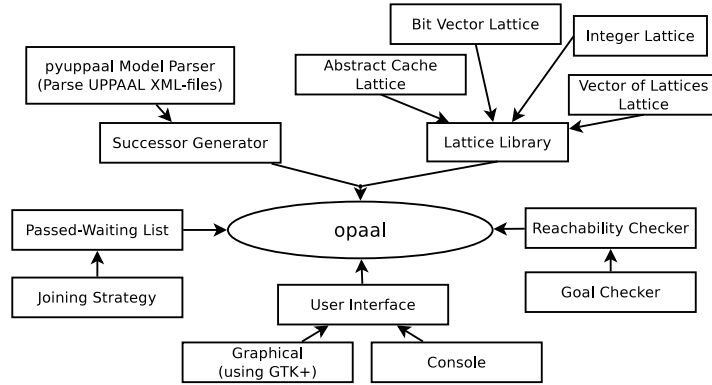 Bit Vector Lattice
Integer Lattice
pyuppaal Model Parser
(Parse UPPAAL XML-files)
Abstract Cache
Lattice
Vector of Lattices
Lattice
Successor Generator
Lattice Library
Passed-Waiting List
opaal
Reachability Checker
Joining Strategy
User Interface
Goal Checker
Graphical
(using GTK+)
Console